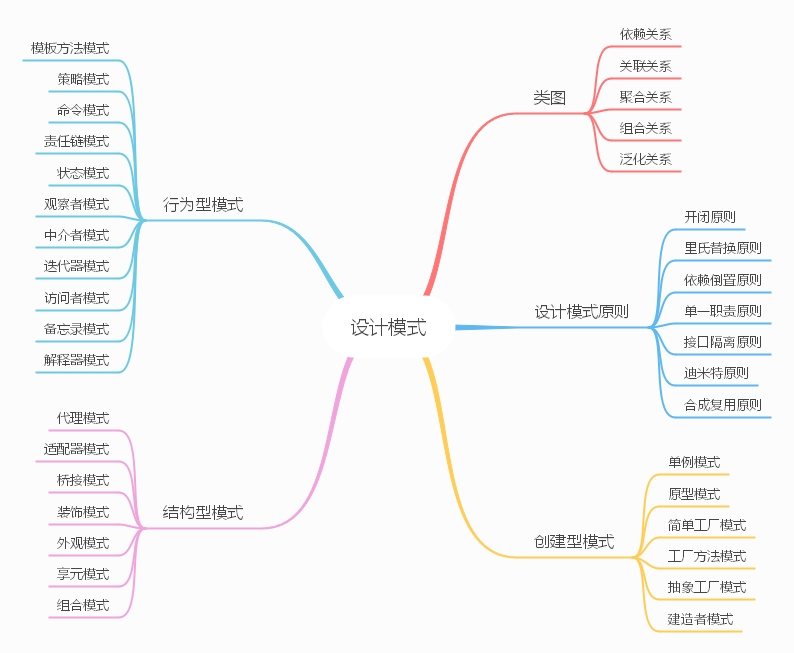 设计模式
类图
依赖关系
关联关系
聚合关系
组合关系
泛化关系
设计模式原则
开闭原则
里氏替换原则
依赖倒置原则
单一职责原则
接口隔离原则
迪米特原则
合成复用原则
创建型模式
单例模式
原型模式
简单工厂模式
工厂方法模式
抽象工厂模式
建造者模式
行为型模式
模板方法模式
策略模式
命令模式
责任链模式
状态模式
观察者模式
中介者模式
迭代器模式
访问者模式
备忘录模式
解释器模式
结构型模式
代理模式
适配器模式
桥接模式
装饰模式
外观模式
享元模式
组合模式